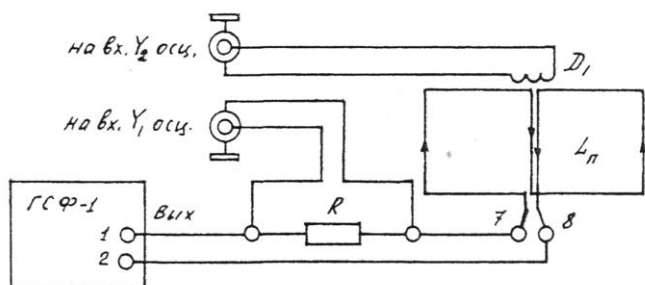 на вх. Y2 осц.
D1
на вх. Y1 осц.
Lп
ГСФ-1
Вых
R
7
8
1
2